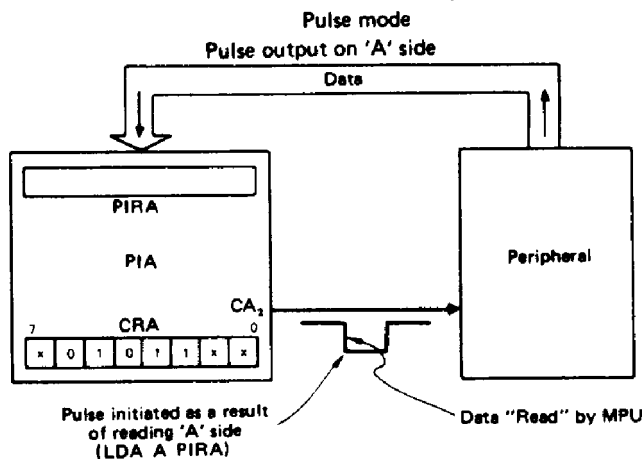 Pulse mode
Pulse output on 'A' side
Data
PIRA
PIA
Peripheral
CA₂
7 CRA 0
x 0 1 0 1 1 x x
Pulse initiated as a result
of reading 'A' side
(LDA A PIRA)
Data "Read" by MPU